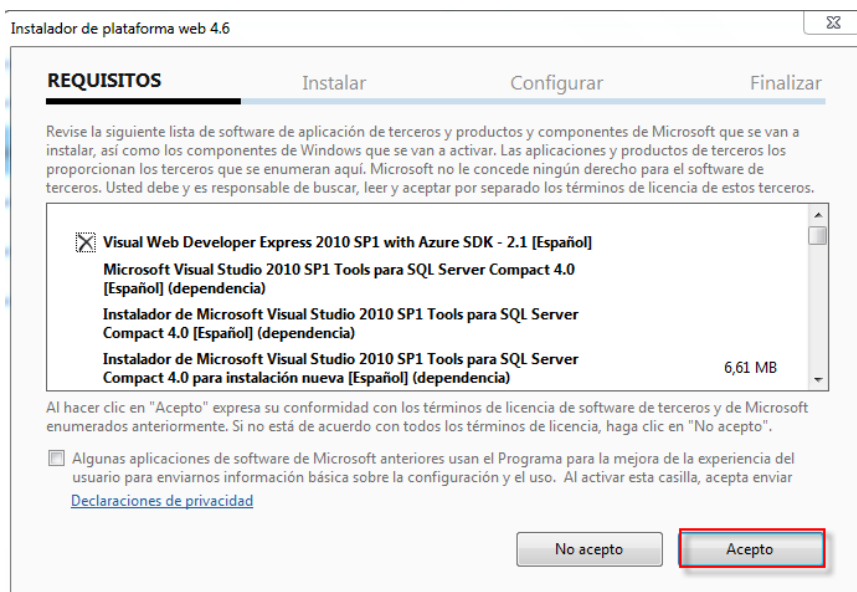 Instalador de plataforma web 4.6
REQUISITOS Instalar Configurar Finalizar
Revise la siguiente lista de software de aplicación de terceros y productos y componentes de Microsoft que se van a
instalar, así como los componentes de Windows que se van a activar. Las aplicaciones y productos de terceros los
proporcionan los terceros que se enumeran aquí. Microsoft no le concede ningún derecho para el software de
terceros. Usted debe y es responsable de buscar, leer y aceptar por separado los términos de licencia de estos terceros.
Visual Web Developer Express 2010 SP1 with Azure SDK - 2.1 [Español]
Microsoft Visual Studio 2010 SP1 Tools para SQL Server Compact 4.0
[Español] (dependencia)
Instalador de Microsoft Visual Studio 2010 SP1 Tools para SQL Server
Compact 4.0 [Español] (dependencia)
Instalador de Microsoft Visual Studio 2010 SP1 Tools para SQL Server
Compact 4.0 para instalación nueva [Español] (dependencia) 6,61 MB
Al hacer clic en "Acepto" expresa su conformidad con los términos de licencia de software de terceros y de Microsoft
enumerados anteriormente. Si no está de acuerdo con todos los términos de licencia, haga clic en "No acepto".
Algunas aplicaciones de software de Microsoft anteriores usan el Programa para la mejora de la experiencia del
usuario para enviarnos información básica sobre la configuración y el uso. Al activar esta casilla, acepta enviar
Declaraciones de privacidad
No acepto Acepto